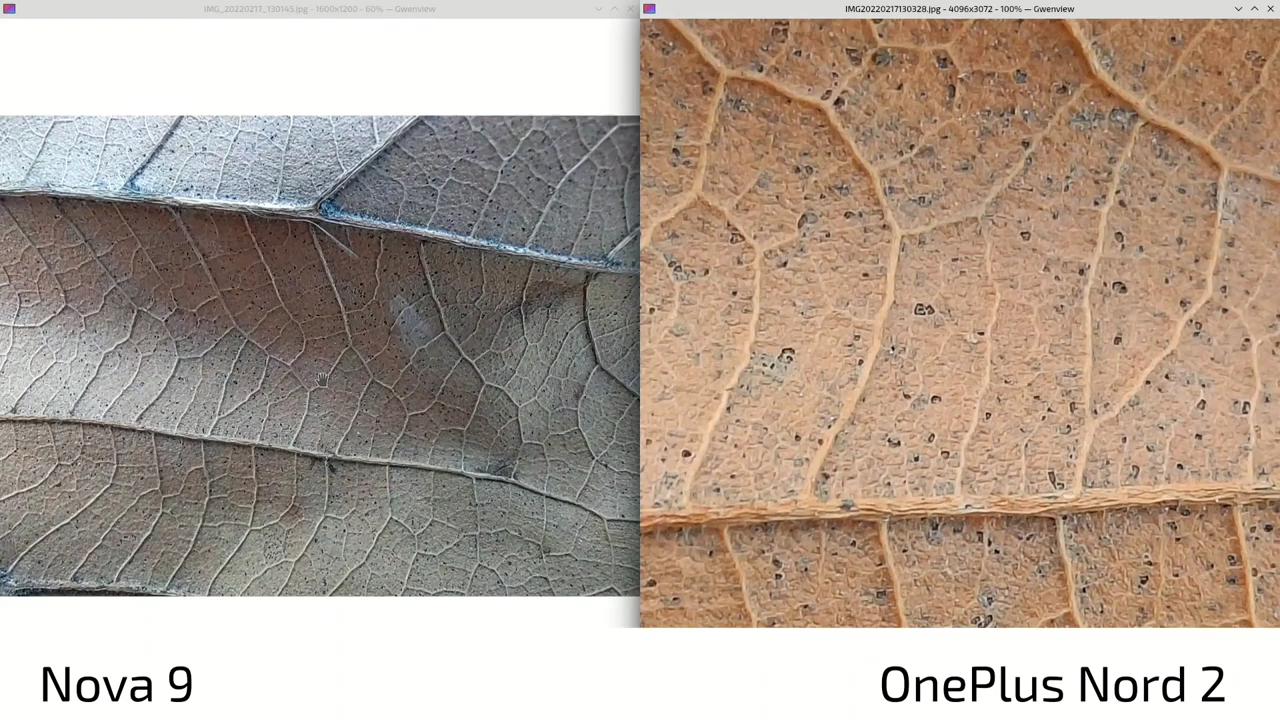 IMG_20220217_130145.jpg - 1600x1200 - 60% — Gwenview
IMG20220217130328.jpg - 4096x3072 - 100% — Gwenview
Nova 9
OnePlus Nord 2